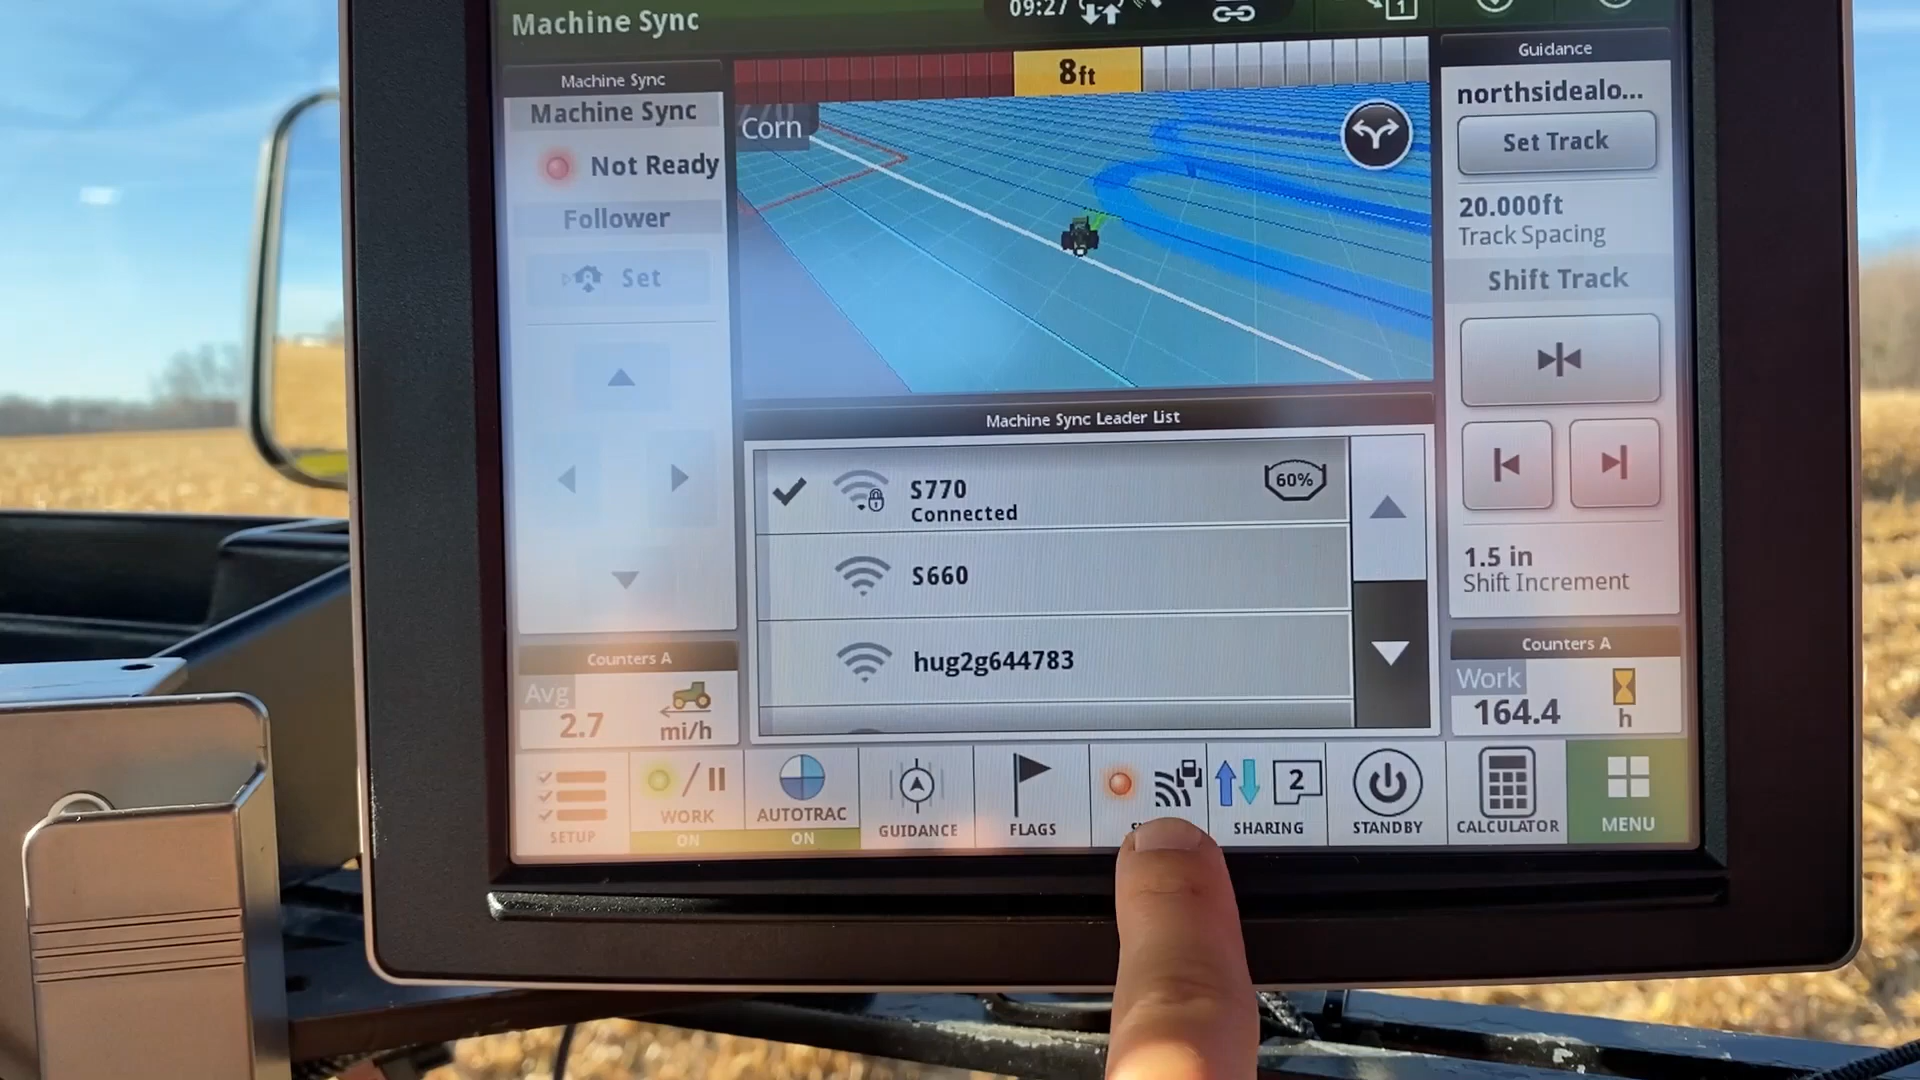 Machine Sync
09:27
1
Machine Sync
Machine Sync
Not Ready
Follower
Set
8ft
Corn
Guidance
northsidealo...
Set Track
20.000ft
Track Spacing
Shift Track
1.5 in
Shift Increment
Machine Sync Leader List
S770
Connected
60%
S660
hug2g644783
Counters A
Avg
2.7
mi/h
Counters A
Work
164.4
h
SETUP
WORK
ON
AUTOTRAC
ON
GUIDANCE
FLAGS
2
SHARING
STANDBY
CALCULATOR
MENU